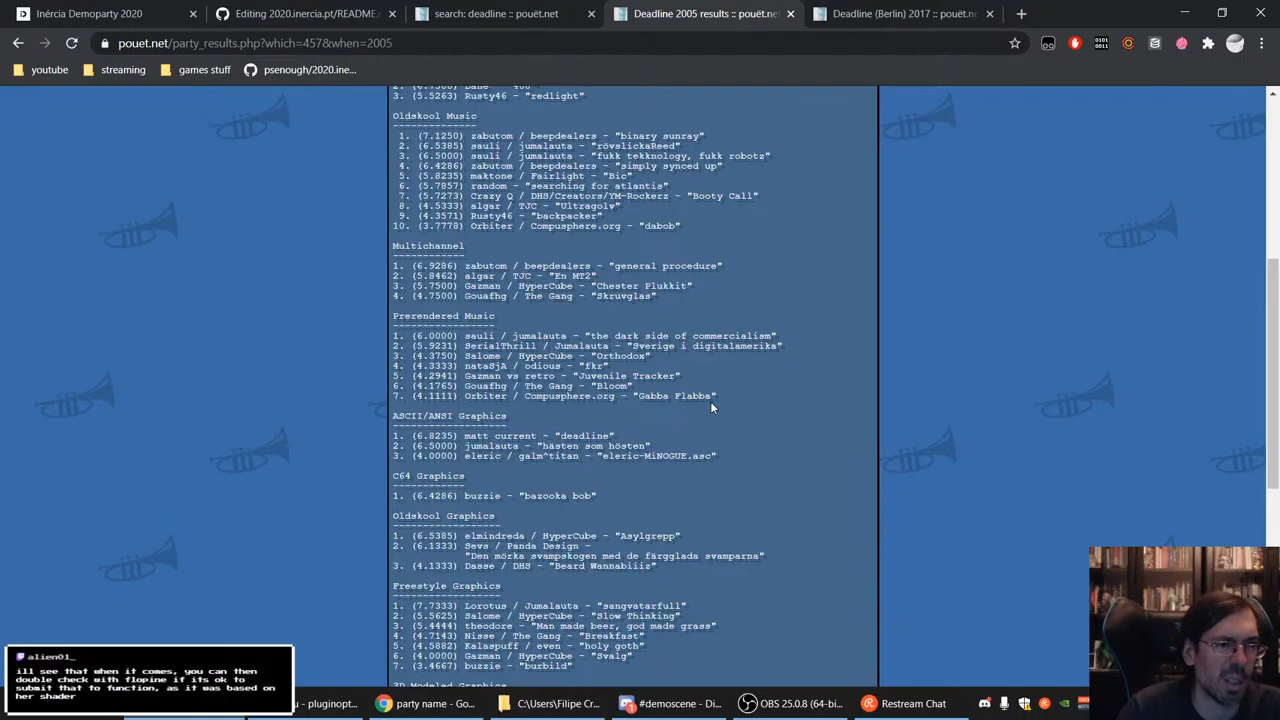 Inércia Demoparty 2020
Editing 2020.inercia.pt/README.m
search: deadline :: pouët.net
Deadline 2005 results :: pouët.net
Deadline (Berlin) 2017 :: pouët.net
pouet.net/party_results.php?which=457&when=2005
youtube
streaming
games stuff
psenough/2020.ine...
3. (5.5263) Rusty46 - "redlight"
Oldskool Music
--------------
1. (7.1250) zabutom / beepdealers - "binary sunray"
2. (6.5385) sauli / jumalauta - "rövslickaReed"
3. (6.5000) sauli / jumalauta - "fukk tekknology, fukk robotz"
4. (6.4286) zabutom / beepdealers - "simply synced up"
5. (5.8235) maktone / Fairlight - "Bic"
6. (5.7857) random - "searching for atlantis"
7. (5.7273) Crazy Q / DHS/Creators/YM-Rockerz - "Booty Call"
8. (4.5333) algar / TJC - "Ultragolv"
9. (4.3571) Rusty46 - "backpacker"
10. (3.7778) Orbiter / Compusphere.org - "dabob"
Multichannel
------------
1. (6.9286) zabutom / beepdealers - "general procedure"
2. (5.8462) algar / TJC - "En MT2"
3. (5.7500) Gazman / HyperCube - "Chester Plukkit"
4. (4.7500) Gouafhg / The Gang - "Skruvglas"
Prerendered Music
-----------------
1. (6.0000) sauli / jumalauta - "the dark side of commercialism"
2. (5.9231) SerialThrill / Jumalauta - "Sverige i digitalamerika"
3. (4.3750) Salome / HyperCube - "Orthodox"
4. (4.3333) nataSjA / odious - "fkr"
5. (4.2941) Gazman vs retro - "Juvenile Tracker"
6. (4.1765) Gouafhg / The Gang - "Bloom"
7. (4.1111) Orbiter / Compusphere.org - "Gabba Flabba"
ASCII/ANSI Graphics
-------------------
1. (6.8235) matt current - "deadline"
2. (6.5000) jumalauta - "hästen som hösten"
3. (4.0000) eleric / galm^titan - "eleric-MiNOGUE.asc"
C64 Graphics
------------
1. (6.4286) buzzie - "bazooka bob"
Oldskool Graphics
-----------------
1. (6.5385) elmindreda / HyperCube - "Asylgrepp"
2. (6.1333) Sevs / Panda Design -
"Den mörka svampskogen med de färgglada svamparna"
3. (4.1333) Dasse / DHS - "Beard Wannabiiiz"
Freestyle Graphics
------------------
1. (7.7333) Lorotus / Jumalauta - "sangvatarfull"
2. (5.5625) Salome / HyperCube - "Slow Thinking"
3. (5.4444) theodore - "Man made beer, god made grass"
4. (4.7143) Nisse / The Gang - "Breakfast"
5. (4.5882) Kalaspuff / even - "holy goth"
6. (4.0000) Gazman / HyperCube - "Svalg"
7. (3.4667) buzzie - "burbild"
3D Modeled Graphics
alien01_
ill see that when it comes, you can then
double check with flopine if its ok to
submit that to function, as it was based on
her shader
u - pluginopt...
party name - Go...
C:\Users\Filipe Cr...
#demoscene - Di...
OBS 25.0.8 (64-bi...
Restream Chat